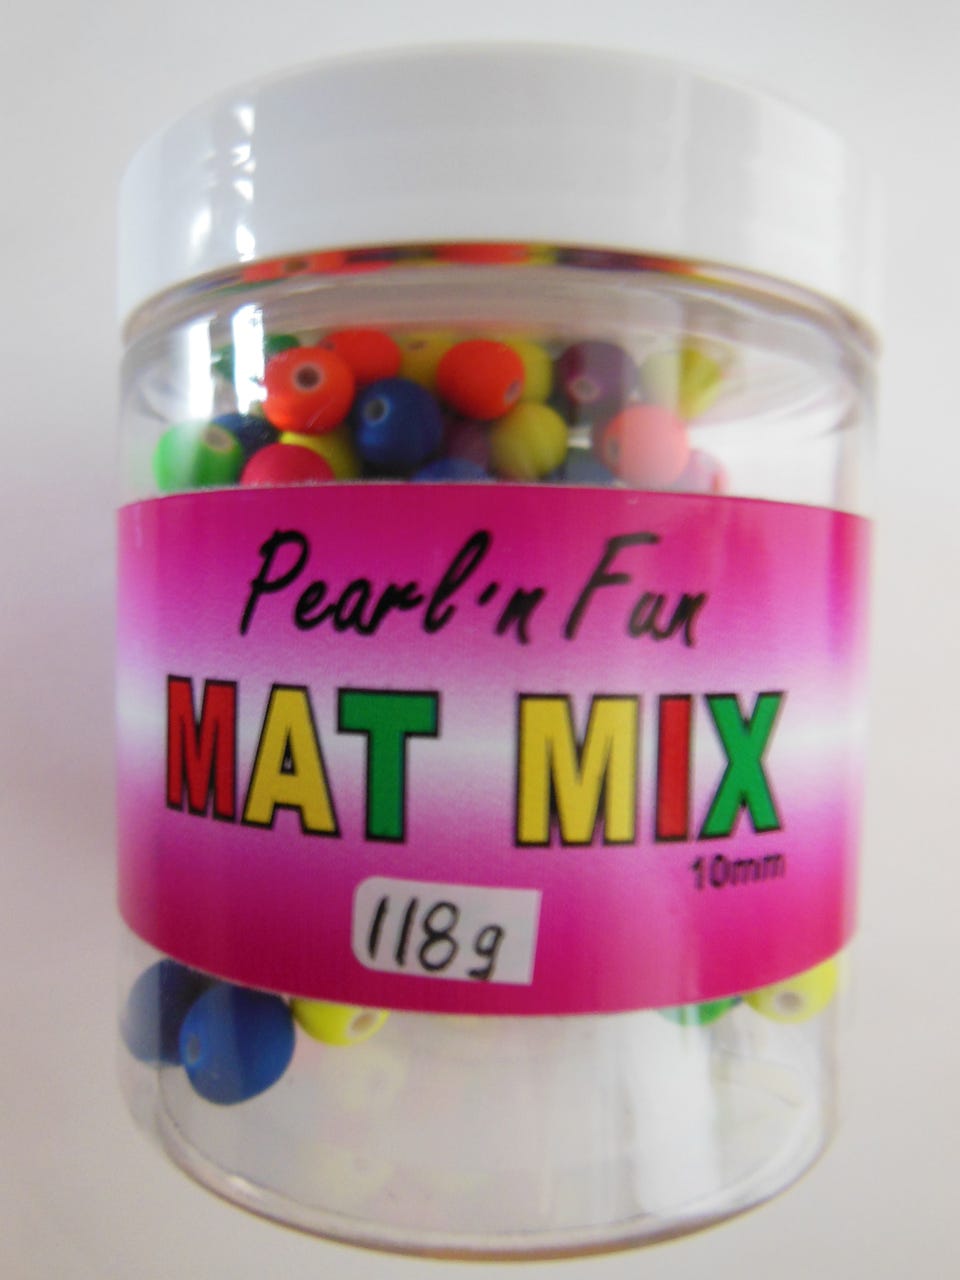 Pearl'n Fun
MAT MIX
10mm
118g